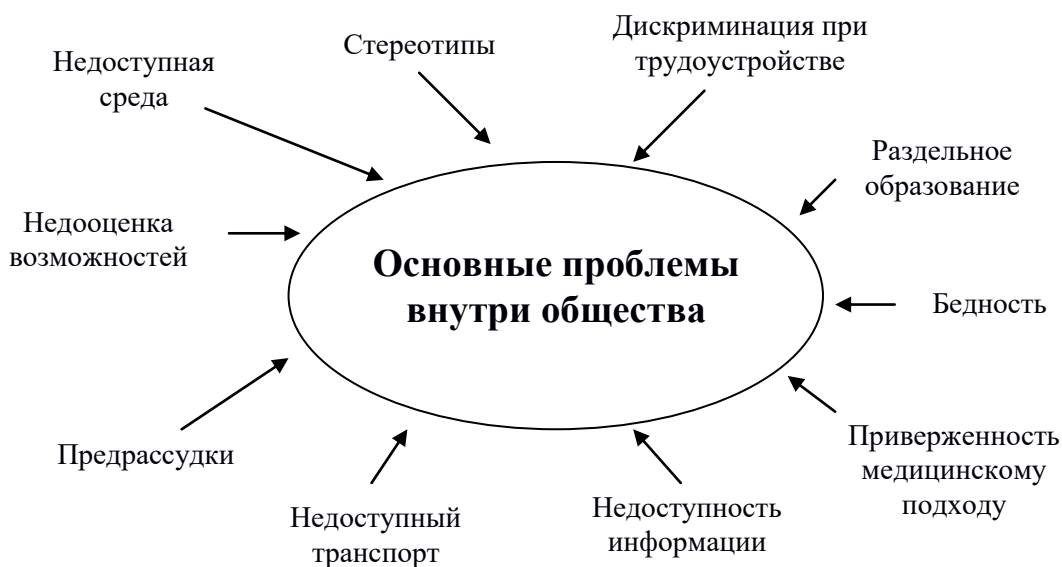 Недоступная
среда
Стереотипы
Дискриминация при
трудоустройстве
Раздельное
образование
Недооценка
возможностей
Основные проблемы
внутри общества
Бедность
Предрассудки
Приверженность
медицинскому
подходу
Недоступный
транспорт
Недоступность
информации